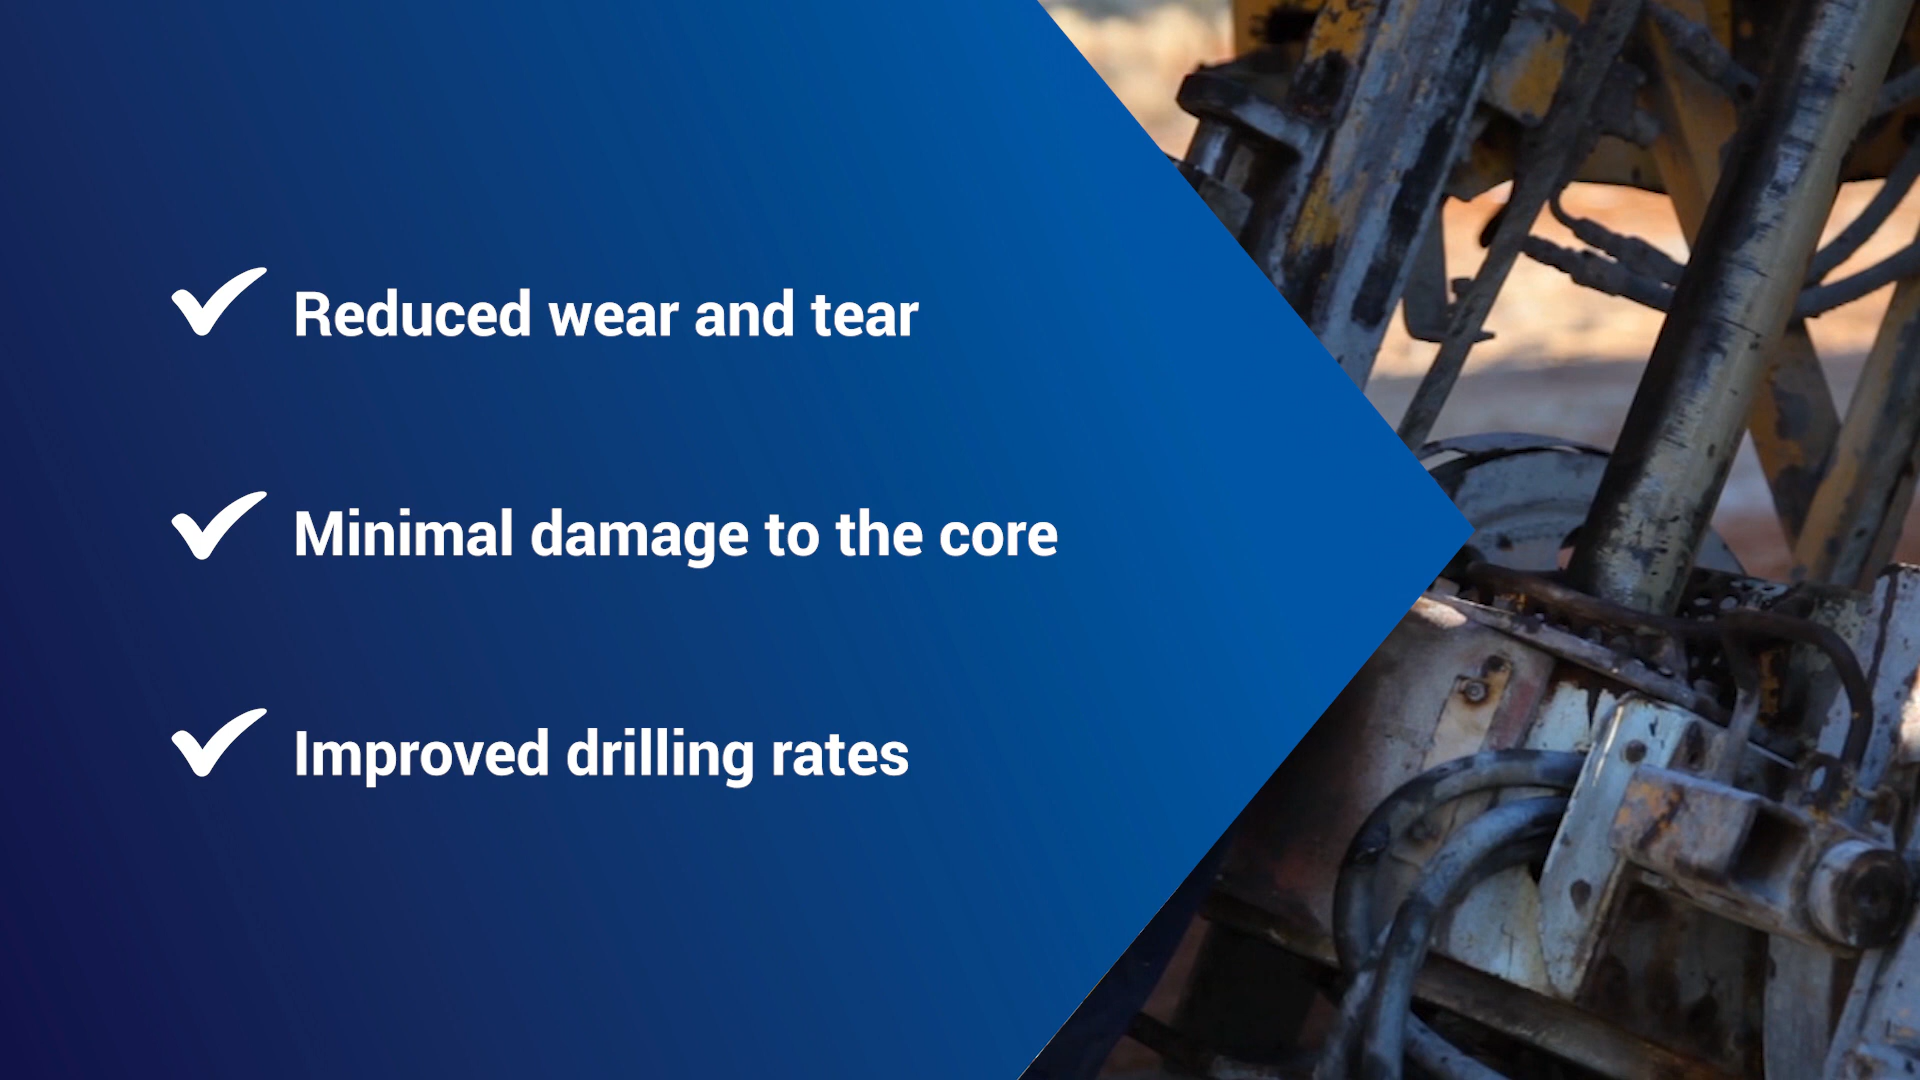 Reduced wear and tear
Minimal damage to the core
Improved drilling rates